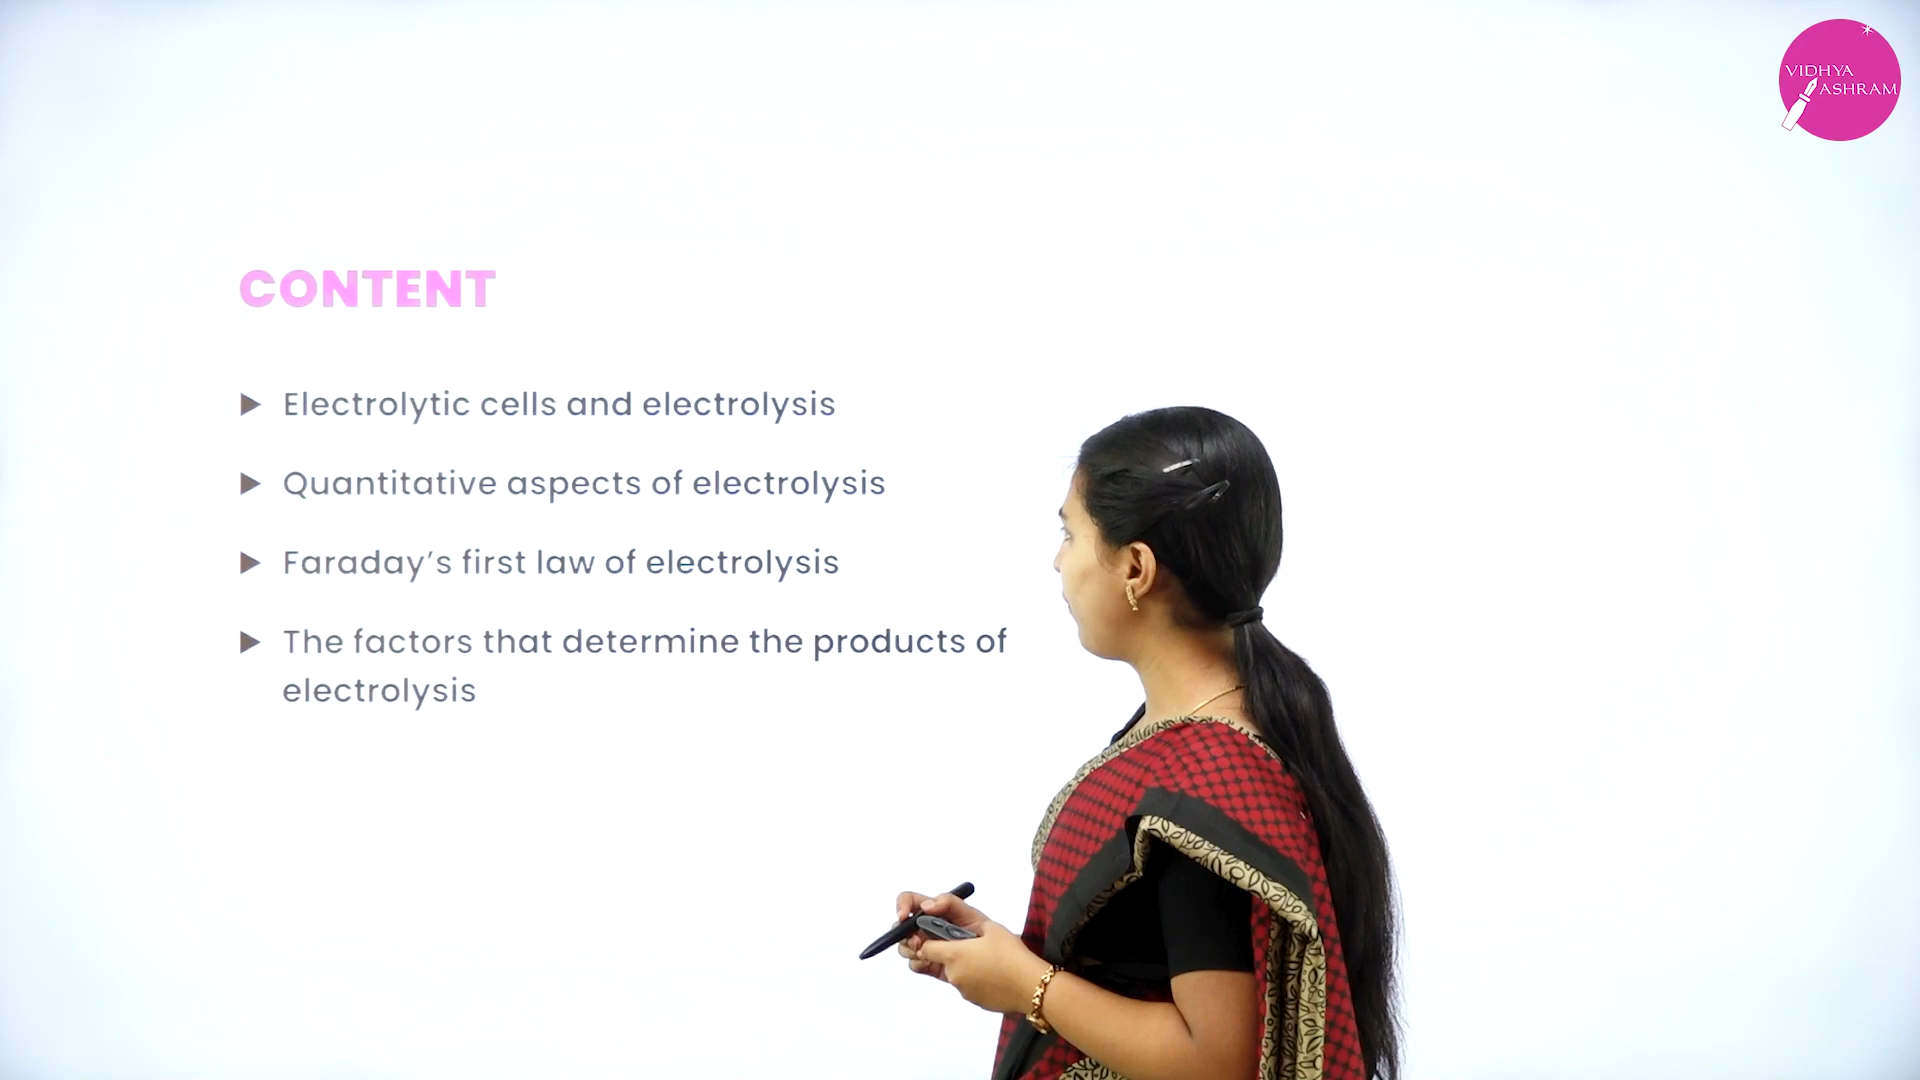 VIDHYA
ASHRAM
CONTENT
Electrolytic cells and electrolysis
Quantitative aspects of electrolysis
Faraday’s first law of electrolysis
The factors that determine the products of
electrolysis